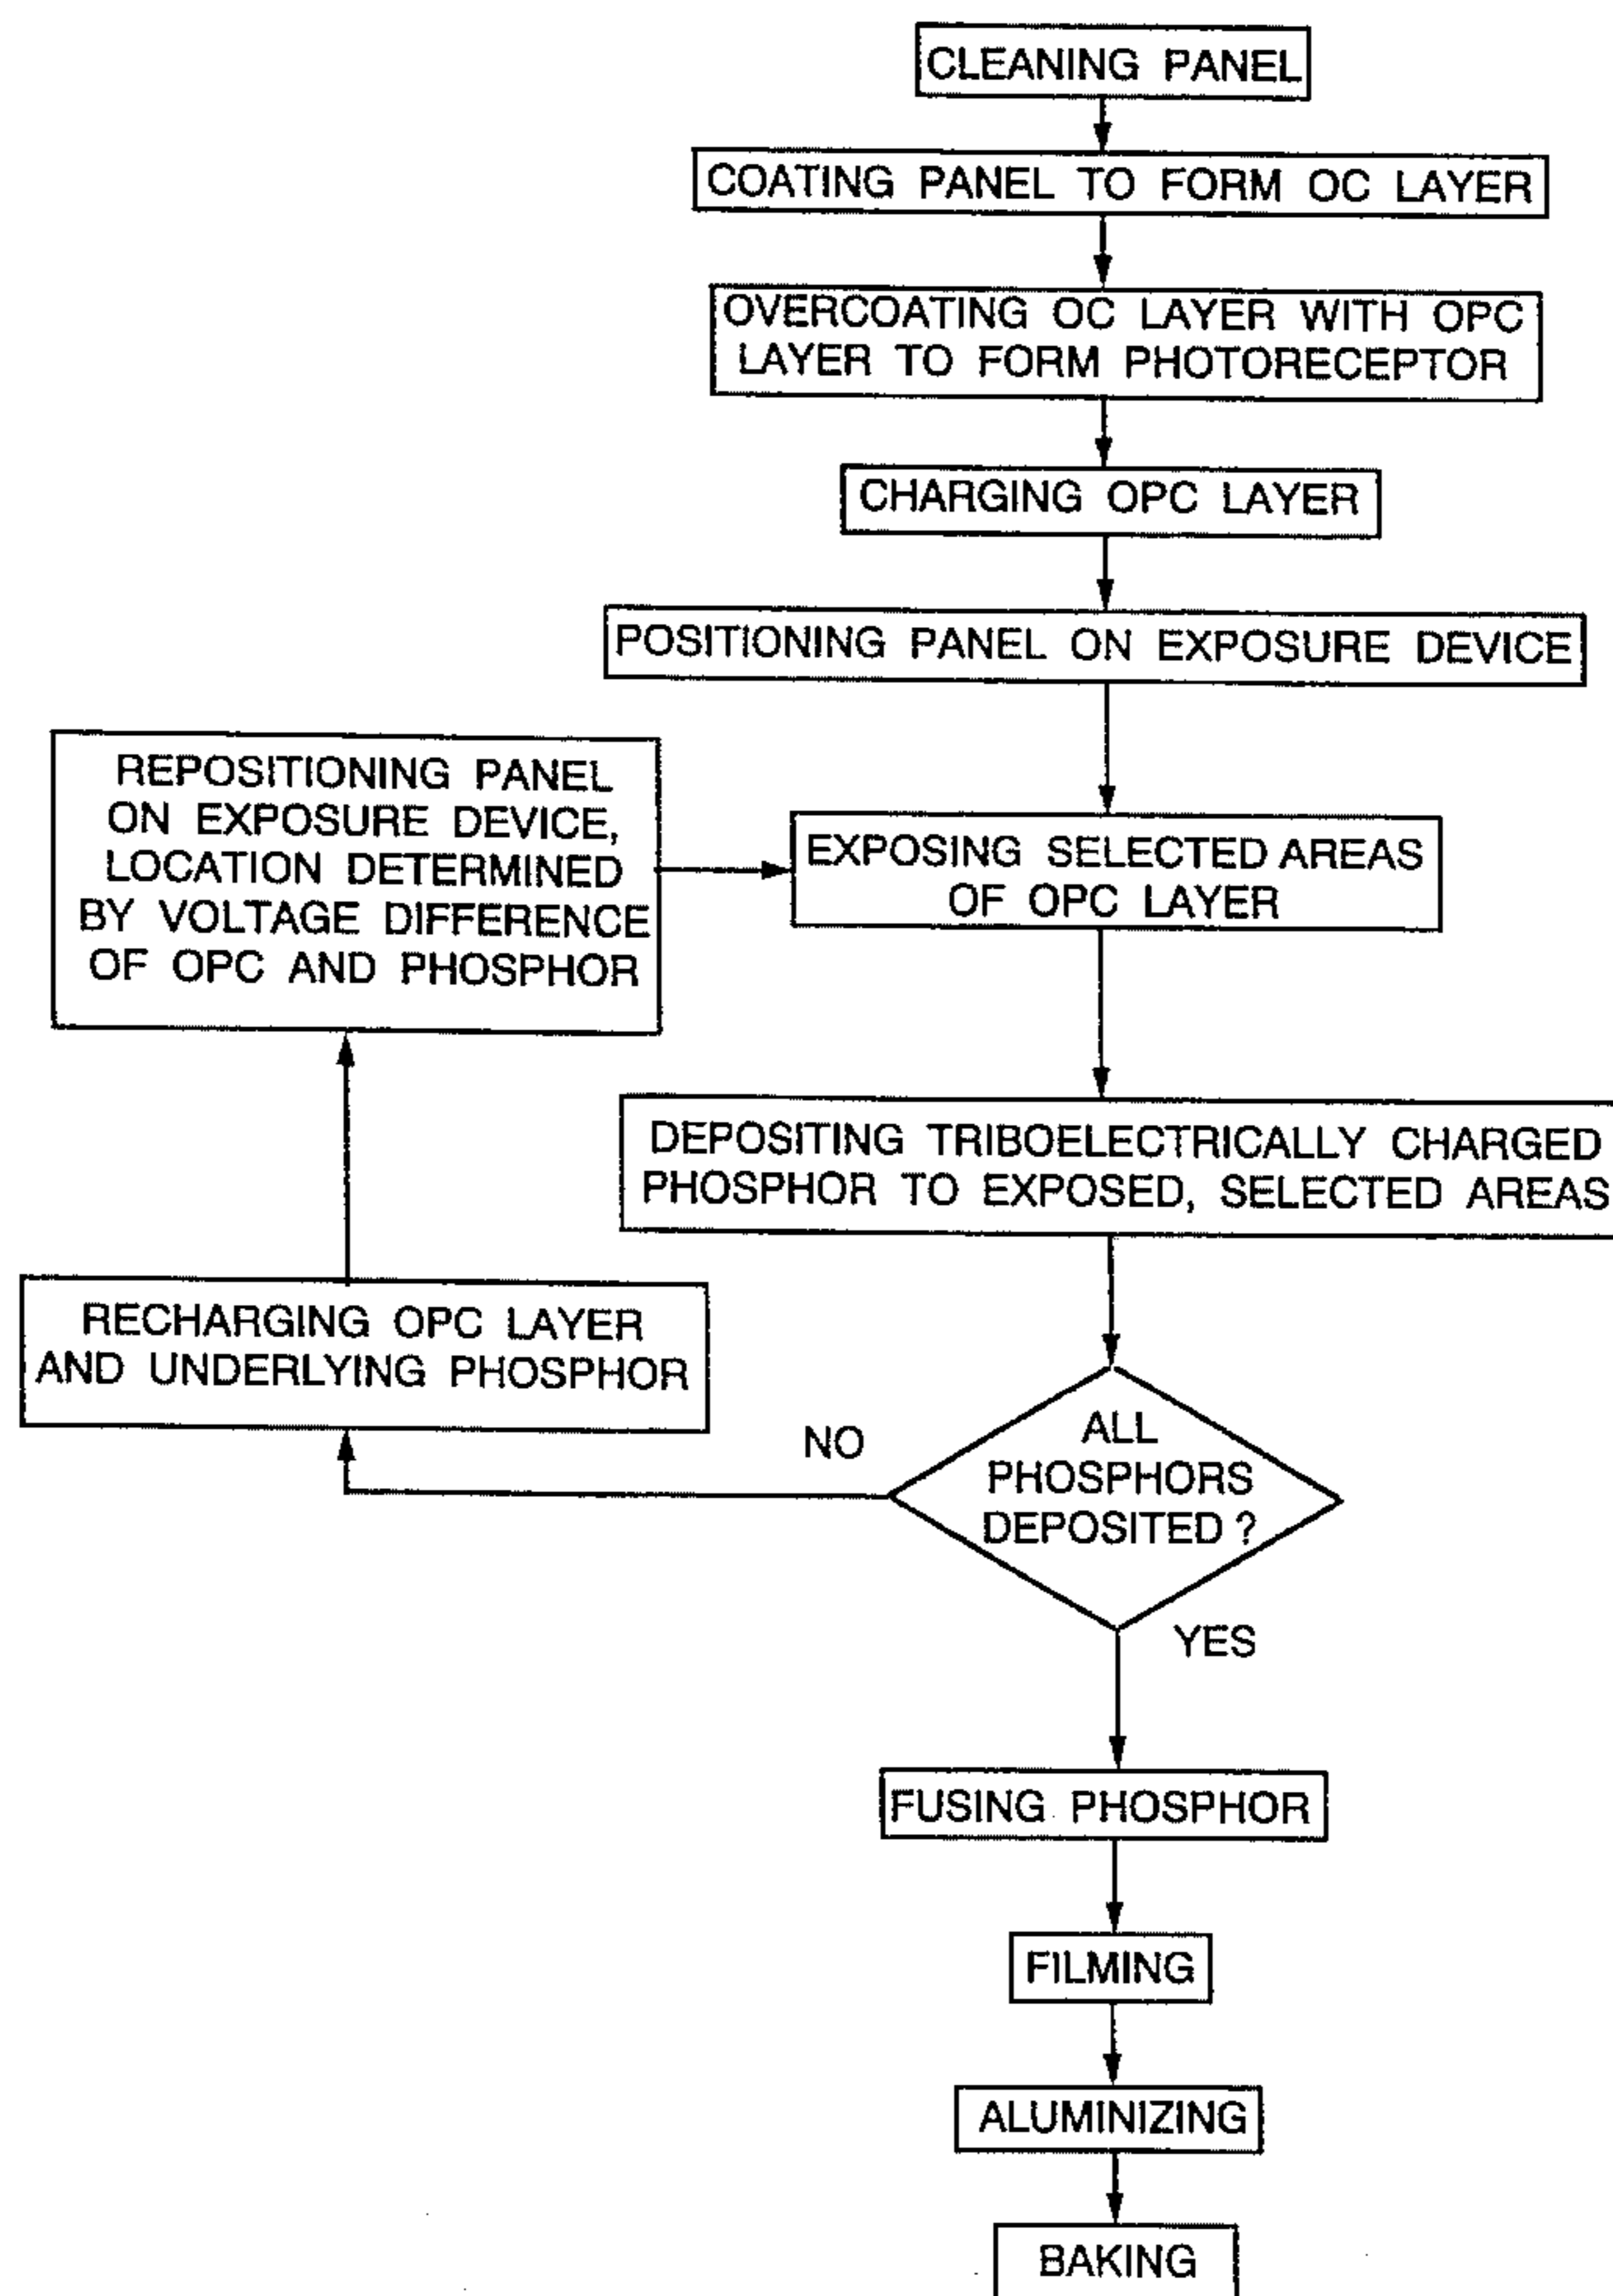 CLEANING PANEL
COATING PANEL TO FORM OC LAYER
OVERCOATING OC LAYER WITH OPC
LAYER TO FORM PHOTORECEPTOR
CHARGING OPC LAYER
POSITIONING PANEL ON EXPOSURE DEVICE
REPOSITIONING PANEL
ON EXPOSURE DEVICE,
LOCATION DETERMINED
BY VOLTAGE DIFFERENCE
OF OPC AND PHOSPHOR
EXPOSING SELECTED AREAS
OF OPC LAYER
DEPOSITING TRIBOELECTRICALLY CHARGED
PHOSPHOR TO EXPOSED, SELECTED AREAS
RECHARGING OPC LAYER
AND UNDERLYING PHOSPHOR
NO
ALL
PHOSPHORS
DEPOSITED ?
YES
FUSING PHOSPHOR
FILMING
ALUMINIZING
BAKING